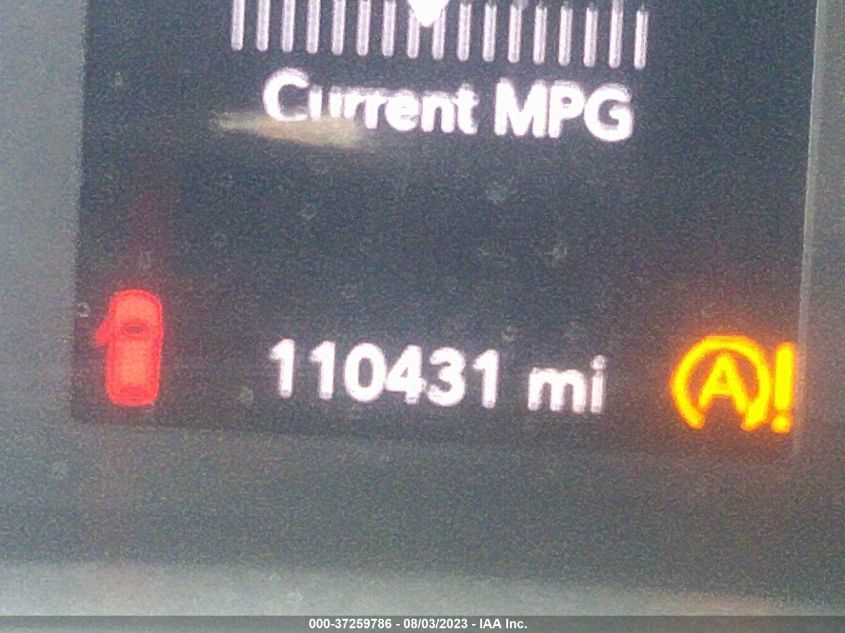 Current MPG
110431 mi
A!
000-37259786 - 08/03/2023 - IAA Inc.